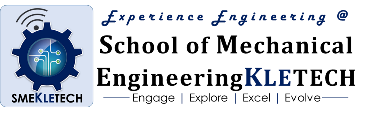 Experience Engineering @
School of Mechanical
EngineeringKLETECH
Engage | Explore | Excel | Evolve
SMEKLETECH